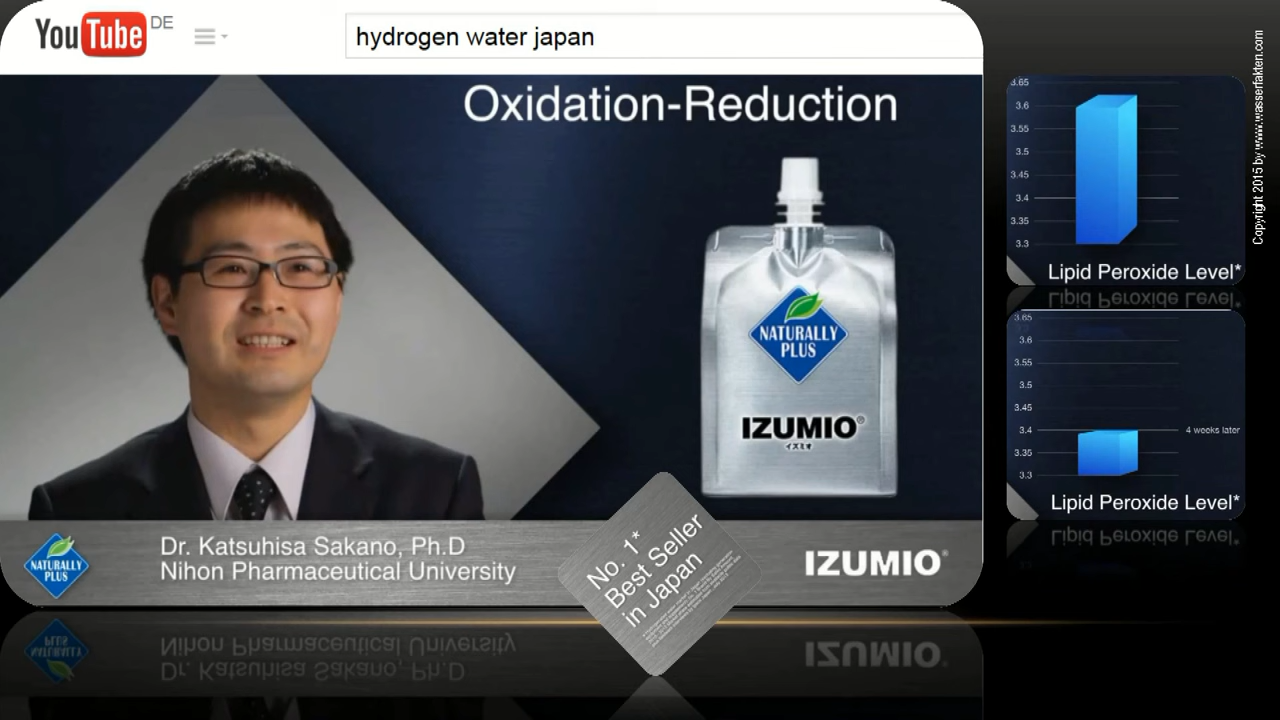 YouTube DE
hydrogen water japan
Oxidation-Reduction
NATURALLY
PLUS
IZUMIO®
イズミオ
NATURALLY
PLUS
Dr. Katsuhisa Sakano, Ph.D
Nihon Pharmaceutical University
No. 1*
Best Seller
in Japan
IZUMIO®
3.65
3.6
3.55
3.5
3.45
3.4
3.35
3.3
Lipid Peroxide Level*
3.65
3.6
3.55
3.5
3.45
3.4
4 weeks later
3.35
3.3
Lipid Peroxide Level*
Copyright 2015 by www.wasserfakten.com